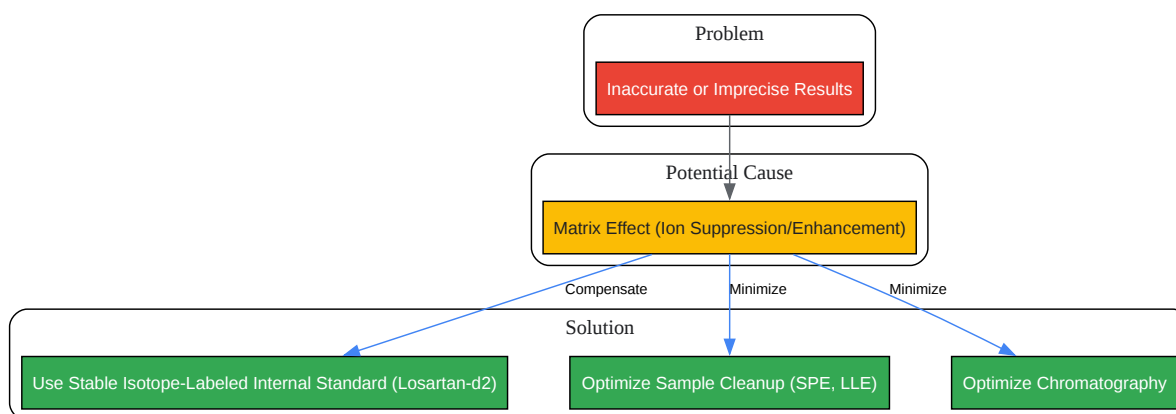 Problem
Inaccurate or Imprecise Results
Potential Cause
Matrix Effect (Ion Suppression/Enhancement)
Compensate
Minimize
Minimize
Solution
Use Stable Isotope-Labeled Internal Standard (Losartan-d2)
Optimize Sample Cleanup (SPE, LLE)
Optimize Chromatography